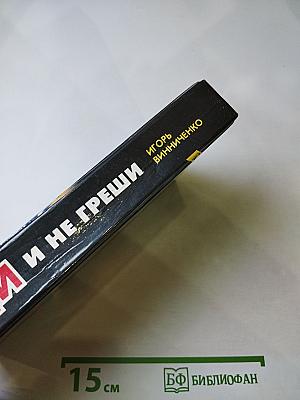 И НЕ ГРЕШИ
ИГОРЬ
ВИННИЧЕНКО
15 СМ
БФ БИБЛИОФАН